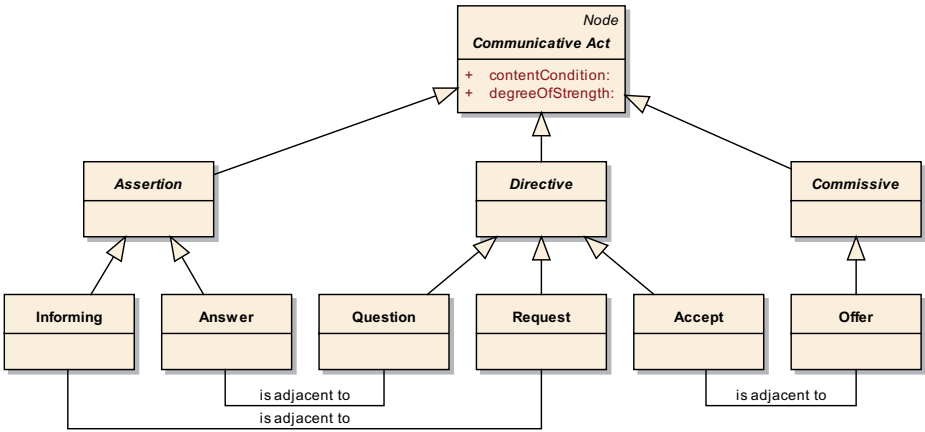 Node
Communicative Act
+ contentCondition:
+ degreeOfStrength:
Assertion
Directive
Commissive
Informing
Answer
Question
Request
Accept
Offer
is adjacent to
is adjacent to
is adjacent to